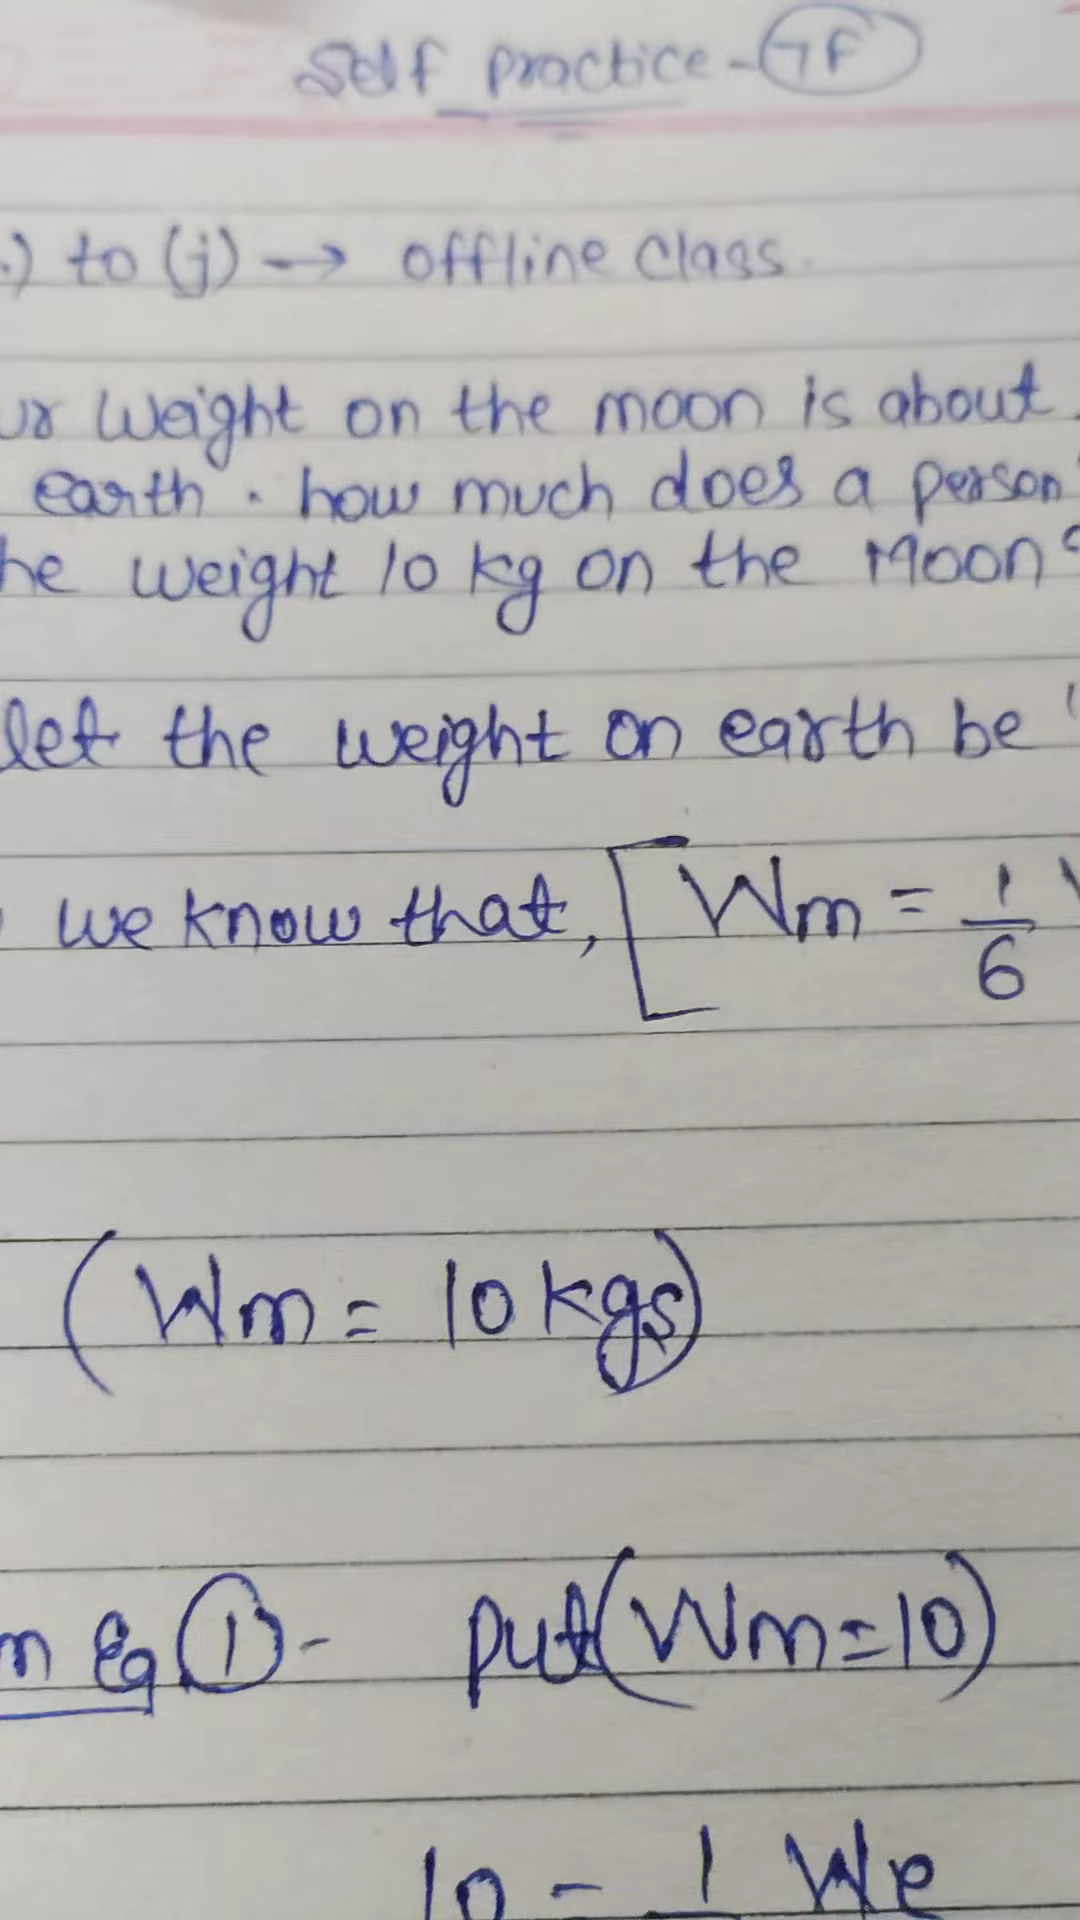 Self practice - 7F
.) to (j) → offline class.
ur weight on the moon is about
earth. how much does a person
he weight 10 kg on the Moon?
let the weight on earth be "
we know that, [Wm = 1/6
(Wm = 10 kgs)
m Eq (1) - put (Wm = 10)
10 = 1 We